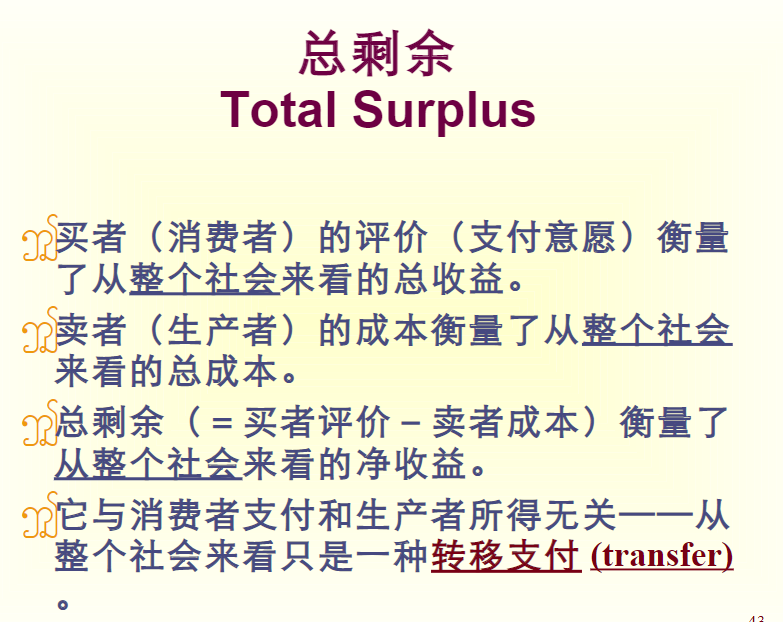 总剩余
Total Surplus
买者（消费者）的评价（支付意愿）衡量
了从整个社会来看的总收益。
卖者（生产者）的成本衡量了从整个社会
来看的总成本。
总剩余（=买者评价–卖者成本）衡量了
从整个社会来看的净收益。
它与消费者支付和生产者所得无关——从
整个社会来看只是一种转移支付 (transfer)
。
43